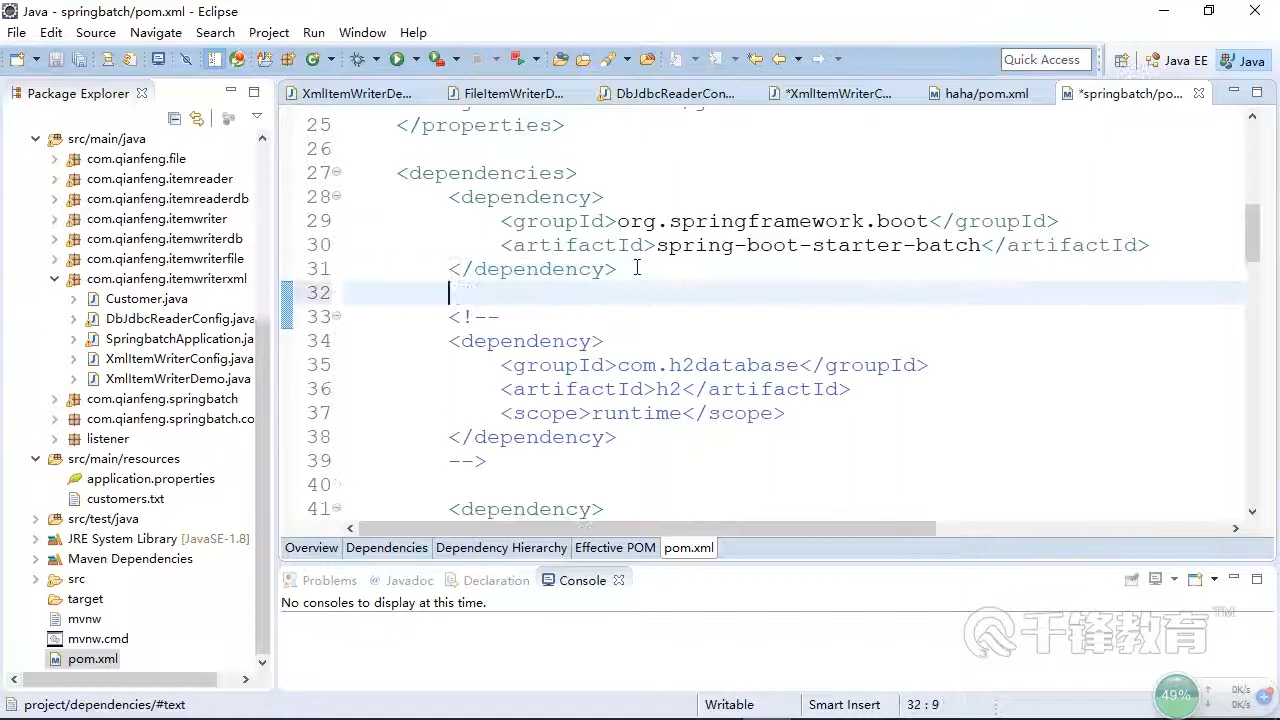 Java - springbatch/pom.xml - Eclipse
File Edit Source Navigate Search Project Run Window Help
Quick Access
Java EE
Java
Package Explorer
XmlItemWriterDe...
FileItemWriterD...
DbJdbcReaderCon...
*XmlItemWriterC...
haha/pom.xml
*springbatch/po...
src/main/java
com.qianfeng.file
com.qianfeng.itemreader
com.qianfeng.itemreaderdb
com.qianfeng.itemwriter
com.qianfeng.itemwriterdb
com.qianfeng.itemwriterfile
com.qianfeng.itemwriterxml
Customer.java
DbJdbcReaderConfig.java
SpringbatchApplication.ja
XmlItemWriterConfig.java
XmlItemWriterDemo.java
com.qianfeng.springbatch
com.qianfeng.springbatch.co
listener
src/main/resources
application.properties
customers.txt
src/test/java
JRE System Library [JavaSE-1.8]
Maven Dependencies
src
target
mvnw
mvnw.cmd
pom.xml
25 </properties>
26
27 <dependencies>
28 <dependency>
29 <groupId>org.springframework.boot</groupId>
30 <artifactId>spring-boot-starter-batch</artifactId>
31 </dependency>
32
33 <!--
34 <dependency>
35 <groupId>com.h2database</groupId>
36 <artifactId>h2</artifactId>
37 <scope>runtime</scope>
38 </dependency>
39 -->
40
41 <dependency>
Overview Dependencies Dependency Hierarchy Effective POM pom.xml
Problems @ Javadoc Declaration Console
No consoles to display at this time.
千锋教育 TM
project/dependencies/#text
Writable
Smart Insert
32 : 9
49%
0K/s
0K/s